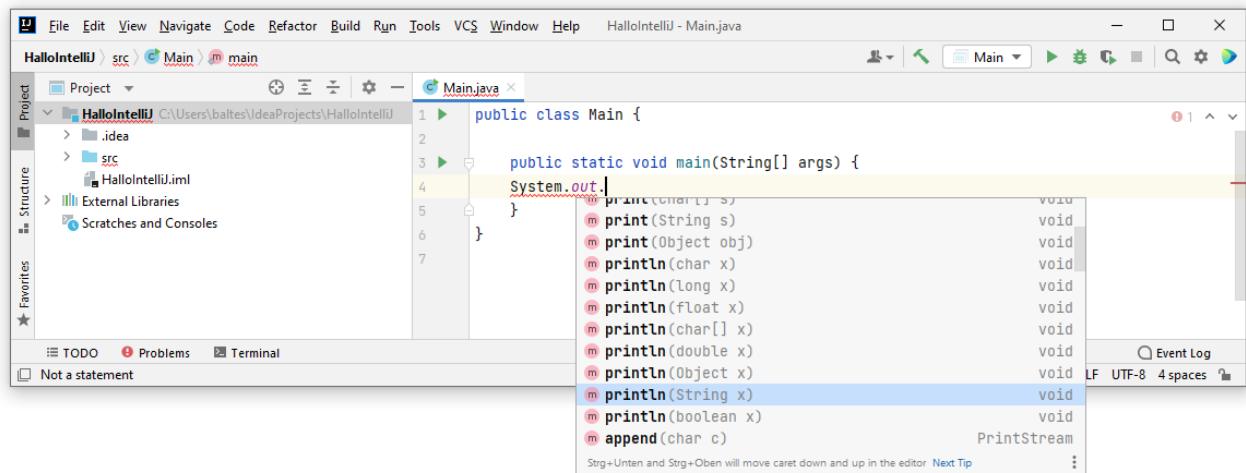 File Edit View Navigate Code Refactor Build Run Tools VCS Window Help HalloIntelliJ - Main.java
HalloIntelliJ src Main main
Main
Project
Project
Main.java
HalloIntelliJ C:\Users\baltes\IdeaProjects\HalloIntelliJ
.idea
src
HalloIntelliJ.iml
External Libraries
Scratches and Consoles
Structure
Favorites
1 public class Main {
1
2
3 public static void main(String[] args) {
4 System.out.
5 }
6 }
7
print(char[] s) void
print(String s) void
print(Object obj) void
println(char x) void
println(long x) void
println(float x) void
println(char[] x) void
println(double x) void
println(Object x) void
println(String x) void
println(boolean x) void
append(char c) PrintStream
Strg+Unten and Strg+Oben will move caret down and up in the editor Next Tip
TODO Problems Terminal
Event Log
Not a statement
LF UTF-8 4 spaces